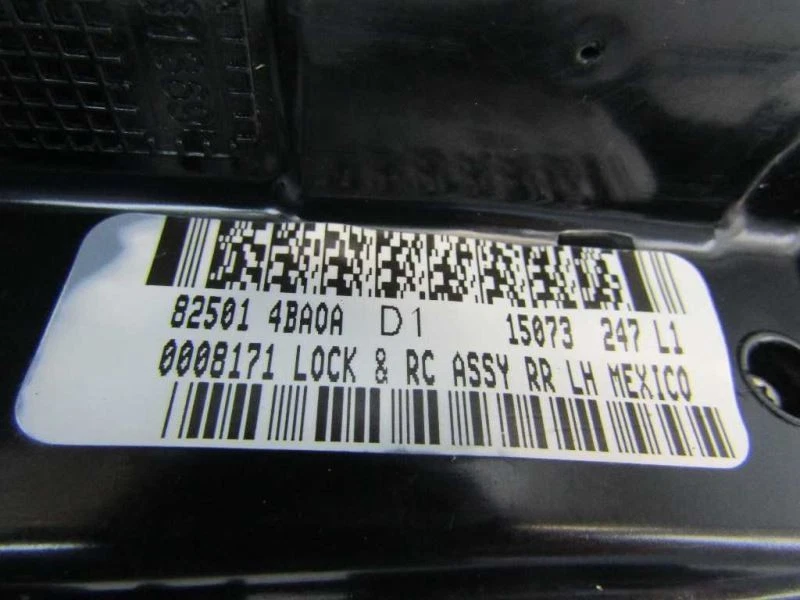 82501 4BA0A D1 15073 247 L1
0008171 LOCK & RC ASSY RR LH MEXICO